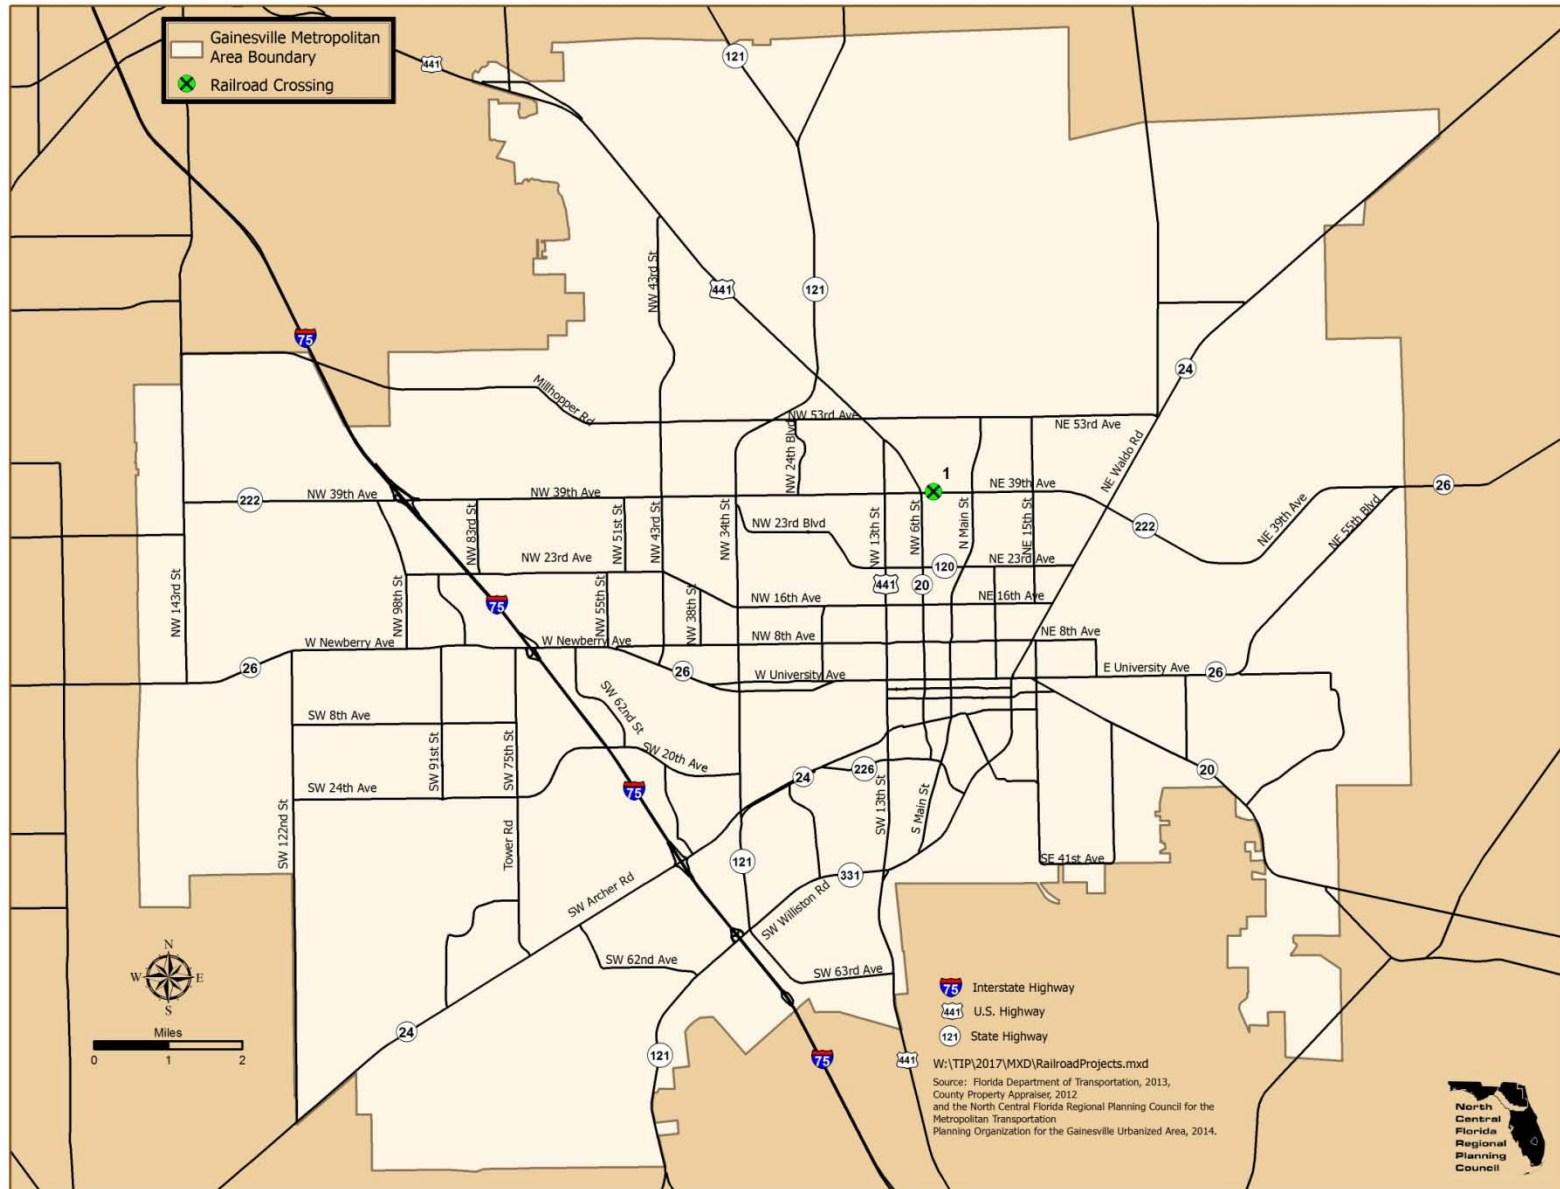 Gainesville Metropolitan
Area Boundary
Railroad Crossing
441
121
NW 43rd St
441
121
75
24
Millhopper Rd
NW 53rd Ave
NE 53rd Ave
NW 24th Blvd
NE Waldo Rd
1
26
222
NW 39th Ave
NW 39th Ave
NE 39th Ave
NW 83rd St
NW 51st St
NW 43rd St
NW 34th St
NW 23rd Blvd
NW 13th St
NW 6th St
N Main St
NE 15th St
222
NE 39th Ave
NE 55th Blvd
NW 23rd Ave
120
NE 23rd Ave
NW 143rd St
NW 98th St
75
NW 55th St
NW 38th St
441
20
NW 16th Ave
NE 16th Ave
W Newberry Ave
W Newberry Ave
NW 8th Ave
NE 8th Ave
26
26
W University Ave
E University Ave
26
SW 62nd St
SW 8th Ave
SW 91st St
SW 75th St
SW 20th Ave
24
226
20
SW 24th Ave
75
SW 122nd St
Tower Rd
SW 13th St
S Main St
121
SE 41st Ave
331
SW Archer Rd
SW Williston Rd
SW 62nd Ave
SW 63rd Ave
N
W
E
S
Miles
0
1
2
24
121
75
441
75
Interstate Highway
441
U.S. Highway
121
State Highway
W:\TIP\2017\MXD\RailroadProjects.mxd
Source: Florida Department of Transportation, 2013,
County Property Appraiser, 2012
and the North Central Florida Regional Planning Council for the
Metropolitan Transportation
Planning Organization for the Gainesville Urbanized Area, 2014.
North
Central
Florida
Regional
Planning
Council